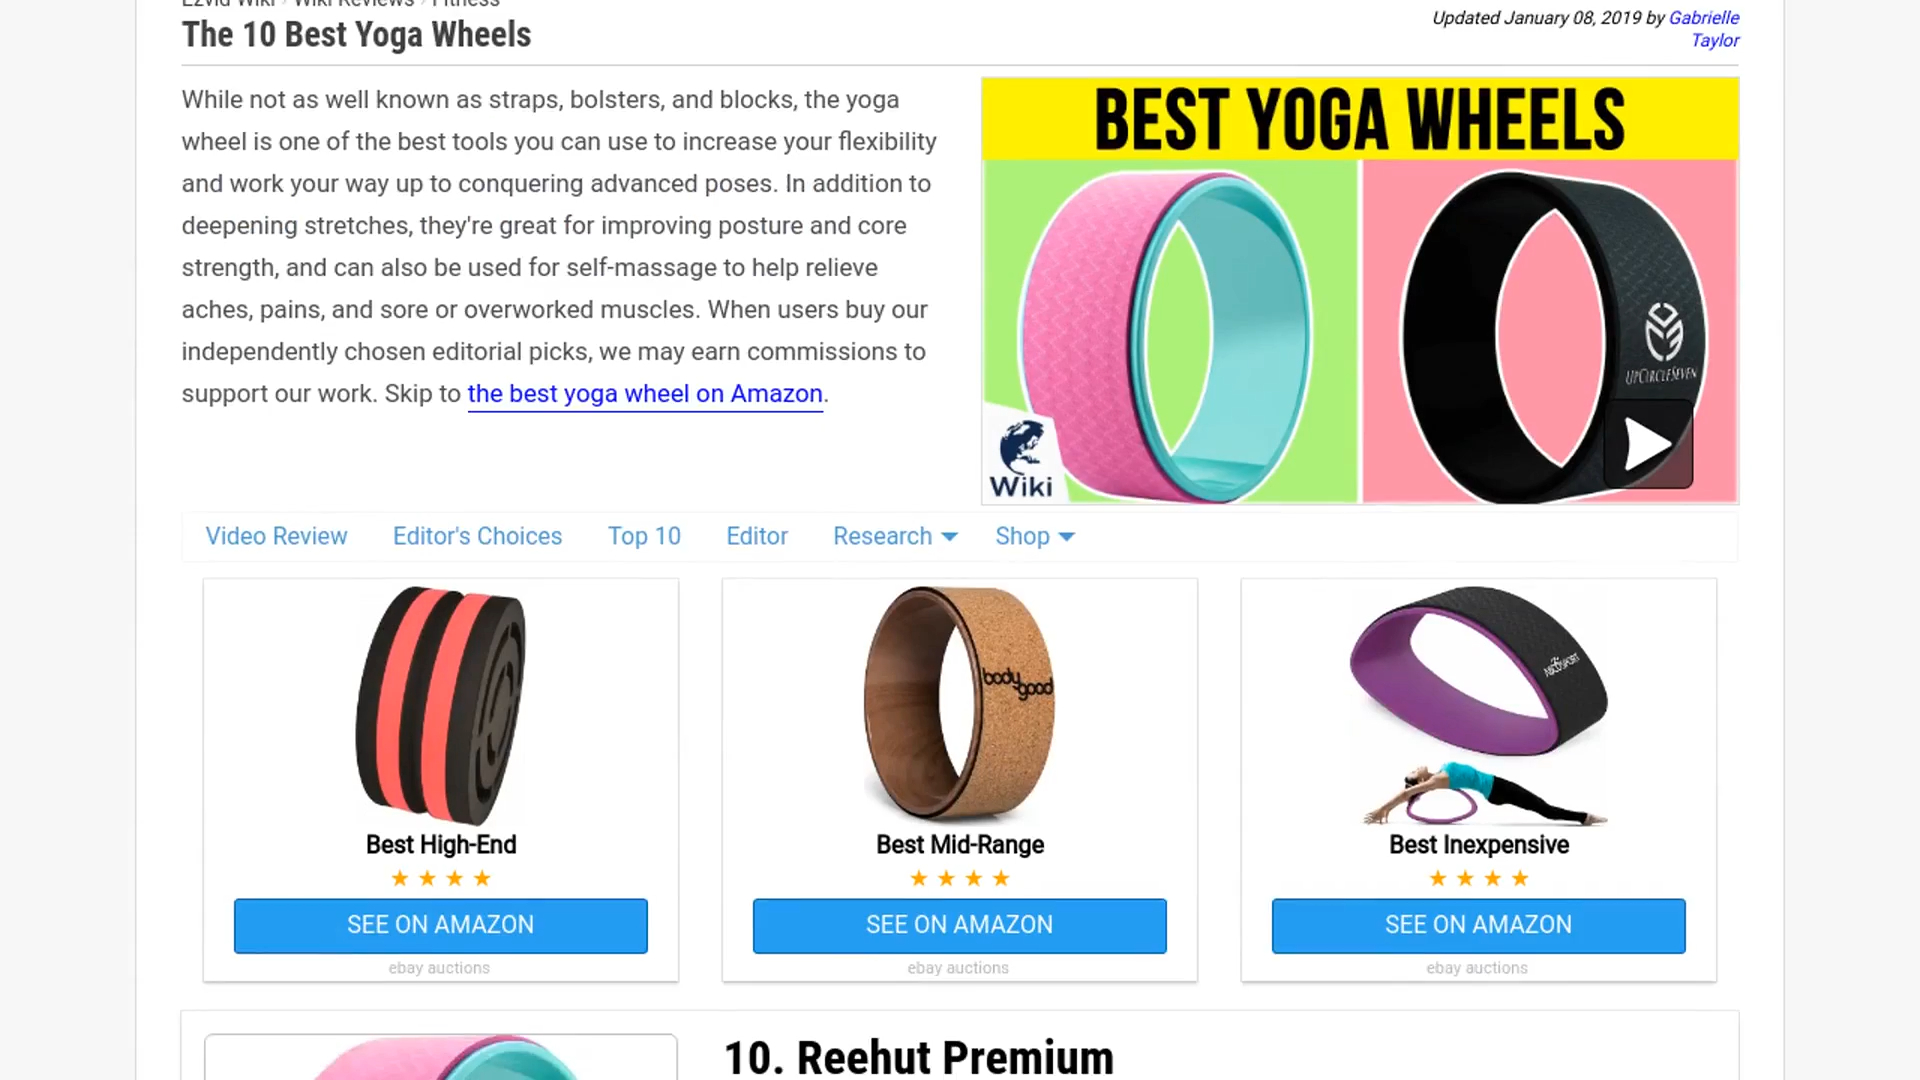 Ezvid Wiki › Wiki Reviews › Fitness
The 10 Best Yoga Wheels
Updated January 08, 2019 by Gabrielle
Taylor
While not as well known as straps, bolsters, and blocks, the yoga
wheel is one of the best tools you can use to increase your flexibility
and work your way up to conquering advanced poses. In addition to
deepening stretches, they're great for improving posture and core
strength, and can also be used for self-massage to help relieve
aches, pains, and sore or overworked muscles. When users buy our
independently chosen editorial picks, we may earn commissions to
support our work. Skip to the best yoga wheel on Amazon.
BEST YOGA WHEELS
UPCIRCLESEVEN
Wiki
Video Review Editor's Choices Top 10 Editor Research Shop
bodygood
Best High-End
Best Mid-Range
Best Inexpensive
SEE ON AMAZON
SEE ON AMAZON
SEE ON AMAZON
ebay auctions
ebay auctions
ebay auctions
10. Reehut Premium